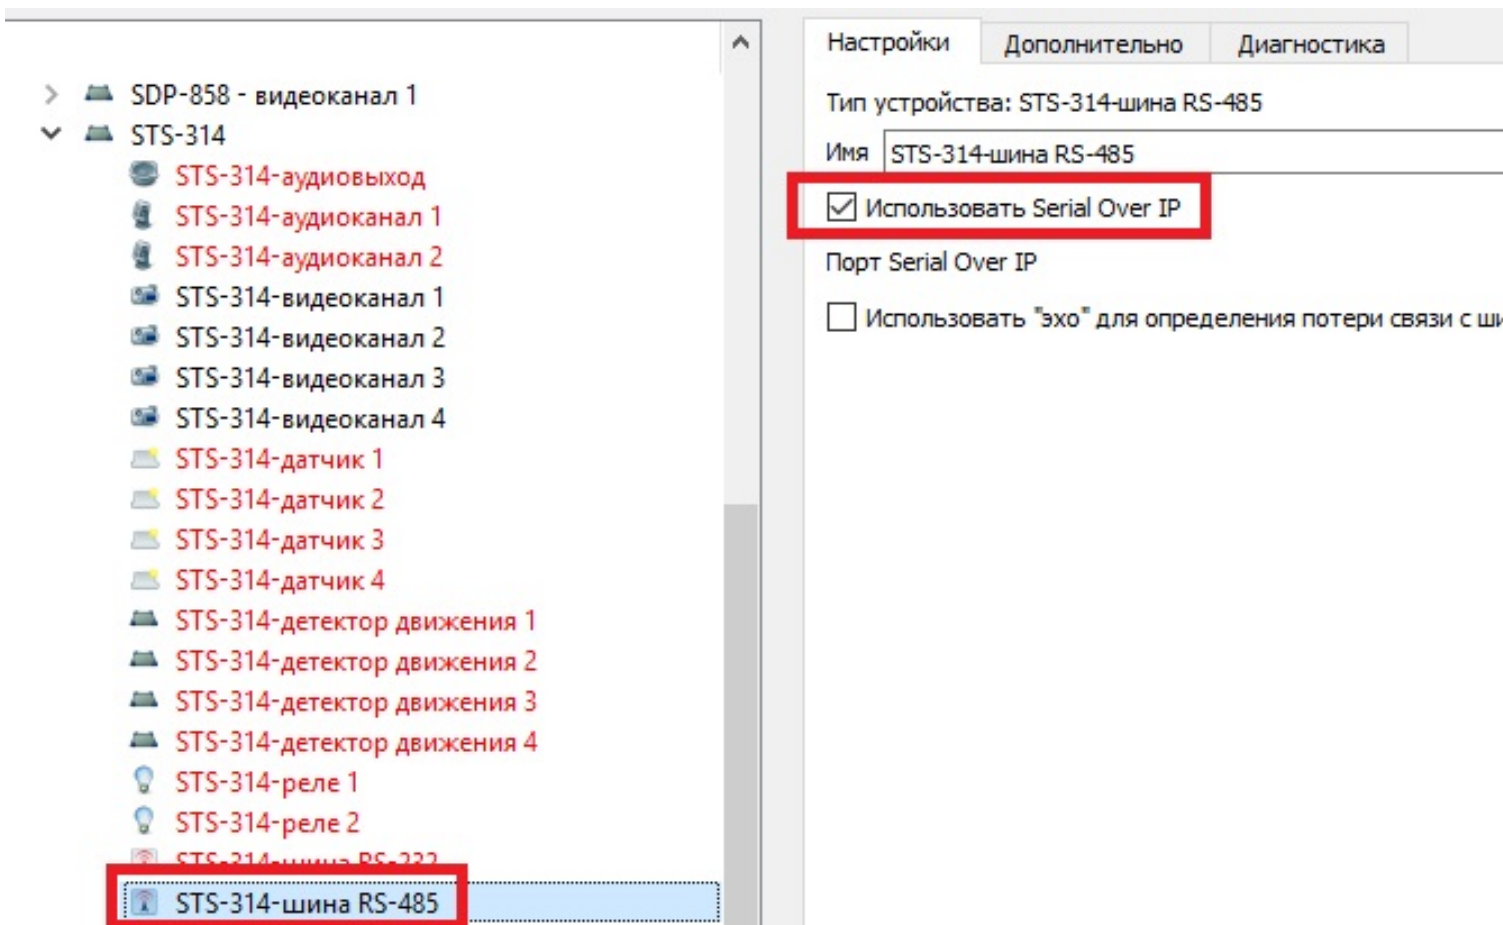 SDP-858 - видеоканал 1
STS-314
STS-314-аудиовыход
STS-314-аудиоканал 1
STS-314-аудиоканал 2
STS-314-видеоканал 1
STS-314-видеоканал 2
STS-314-видеоканал 3
STS-314-видеоканал 4
STS-314-датчик 1
STS-314-датчик 2
STS-314-датчик 3
STS-314-датчик 4
STS-314-детектор движения 1
STS-314-детектор движения 2
STS-314-детектор движения 3
STS-314-детектор движения 4
STS-314-реле 1
STS-314-реле 2
STS-314-шина RS-232
STS-314-шина RS-485
Настройки Дополнительно Диагностика
Тип устройства: STS-314-шина RS-485
Имя STS-314-шина RS-485
Использовать Serial Over IP
Порт Serial Over IP
Использовать "эхо" для определения потери связи с